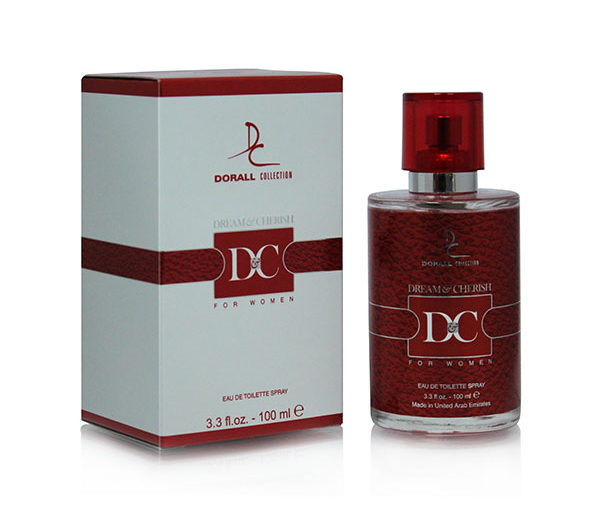 DC
DORALL COLLECTION
DREAM & CHERISH
D&C
FOR WOMEN
EAU DE TOILETTE SPRAY
3.3 fl.oz. - 100 ml ℮
DC
DORALL COLLECTION
DREAM & CHERISH
D&C
FOR WOMEN
EAU DE TOILETTE SPRAY
3.3 fl.oz. - 100 ml ℮
Made in United Arab Emirates